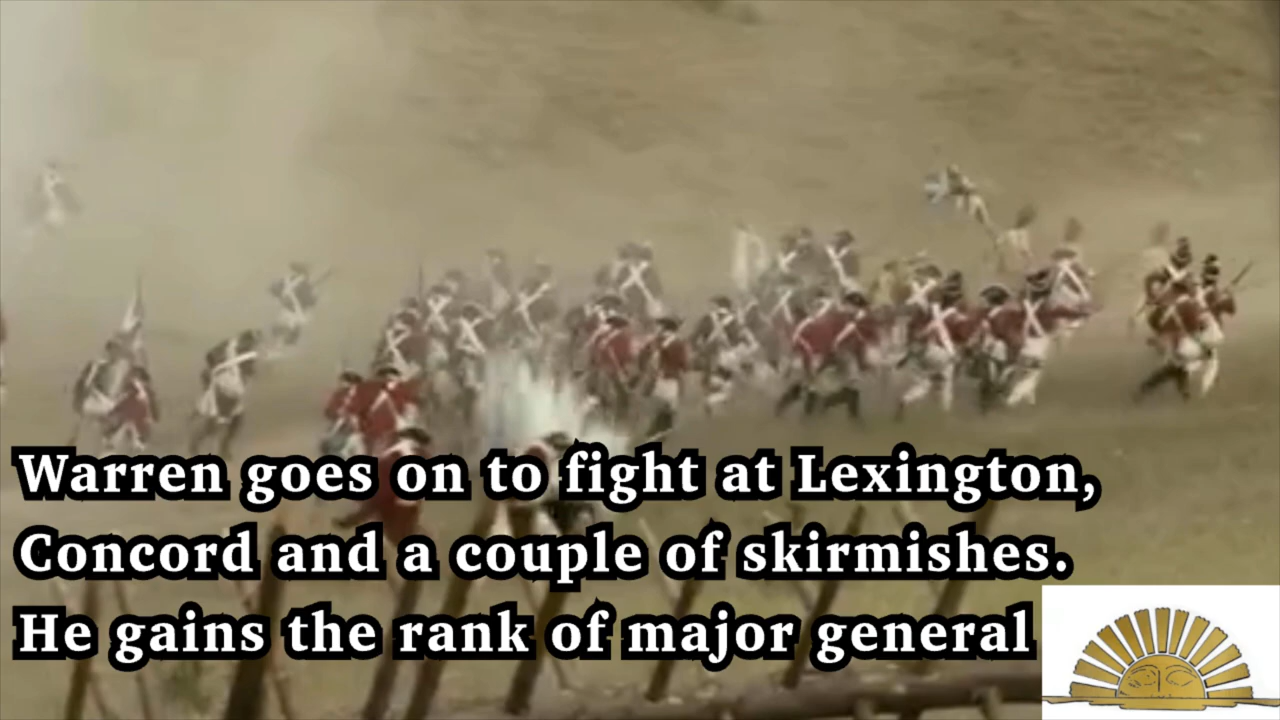 Warren goes on to fight at Lexington,
Concord and a couple of skirmishes.
He gains the rank of major general